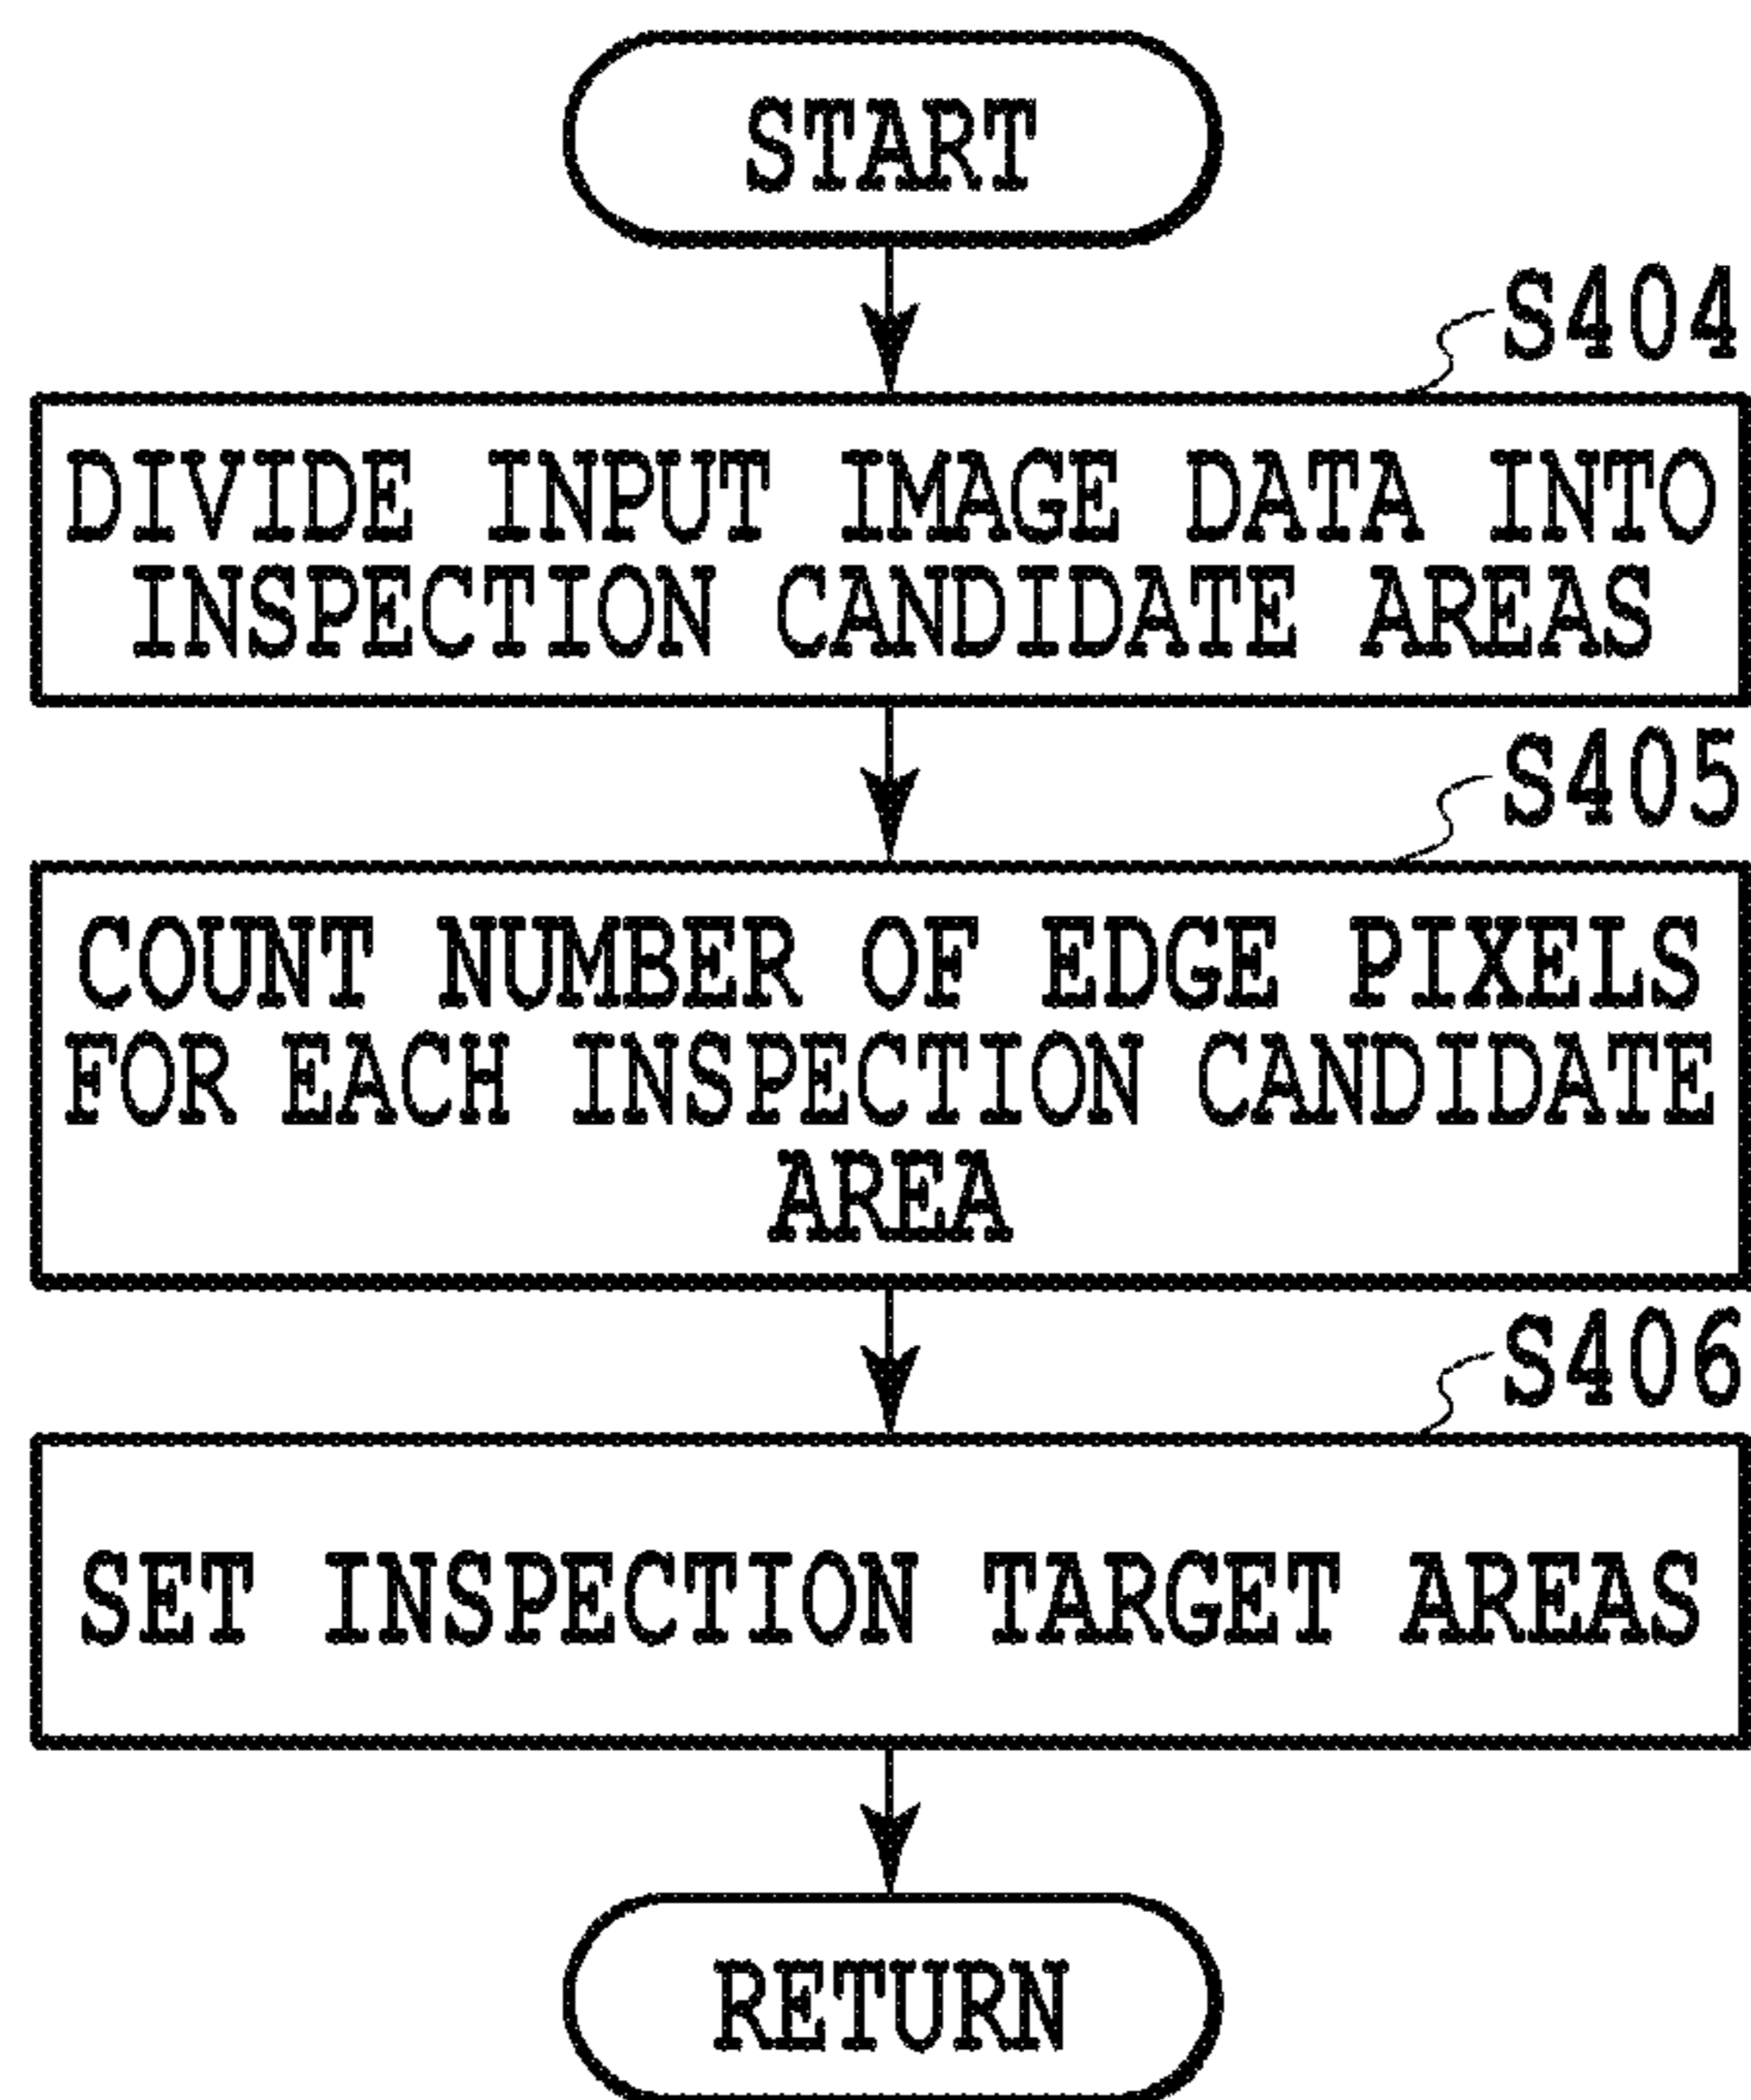 START
S404
DIVIDE INPUT IMAGE DATA INTO
INSPECTION CANDIDATE AREAS
S405
COUNT NUMBER OF EDGE PIXELS
FOR EACH INSPECTION CANDIDATE
AREA
S406
SET INSPECTION TARGET AREAS
RETURN